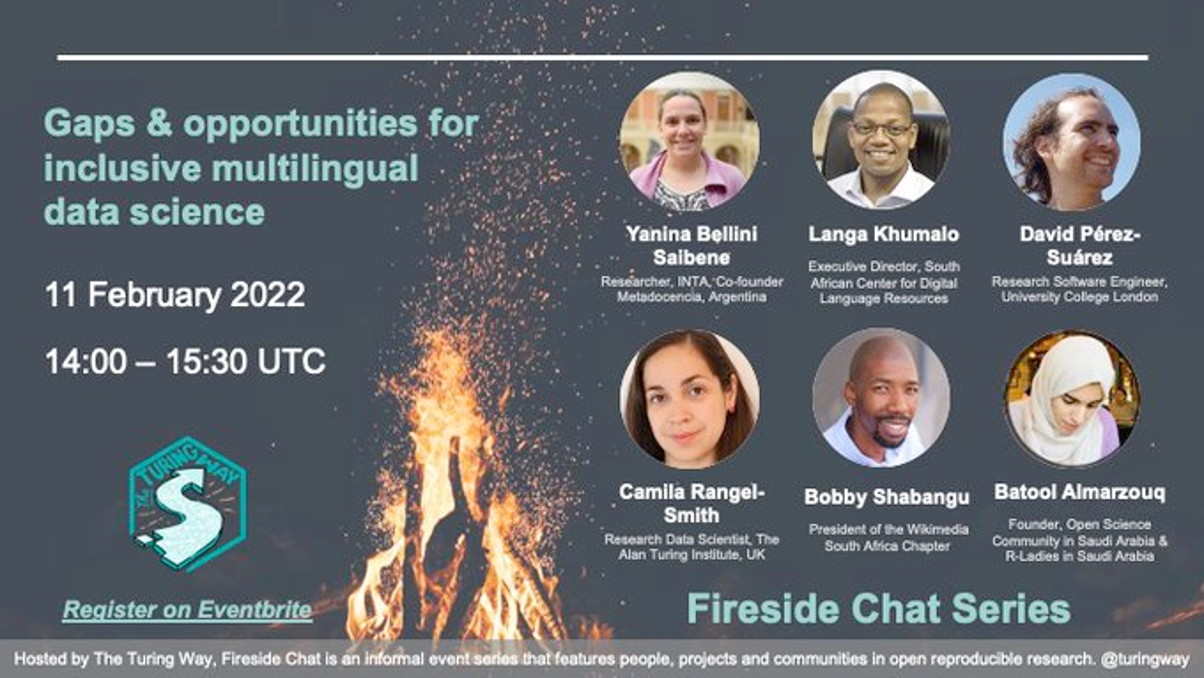 Gaps & opportunities for
inclusive multilingual
data science
11 February 2022
14:00 – 15:30 UTC
The TURING WAY
Register on Eventbrite
Yanina Bellini
Saibene
Researcher, INTA, Co-founder
Metadocencia, Argentina
Langa Khumalo
Executive Director, South
African Center for Digital
Language Resources
David Pérez-
Suárez
Research Software Engineer,
University College London
Camila Rangel-
Smith
Research Data Scientist, The
Alan Turing Institute, UK
Bobby Shabangu
President of the Wikimedia
South Africa Chapter
Batool Almarzouq
Founder, Open Science
Community in Saudi Arabia &
R-Ladies in Saudi Arabia
Fireside Chat Series
Hosted by The Turing Way, Fireside Chat is an informal event series that features people, projects and communities in open reproducible research. @turingway